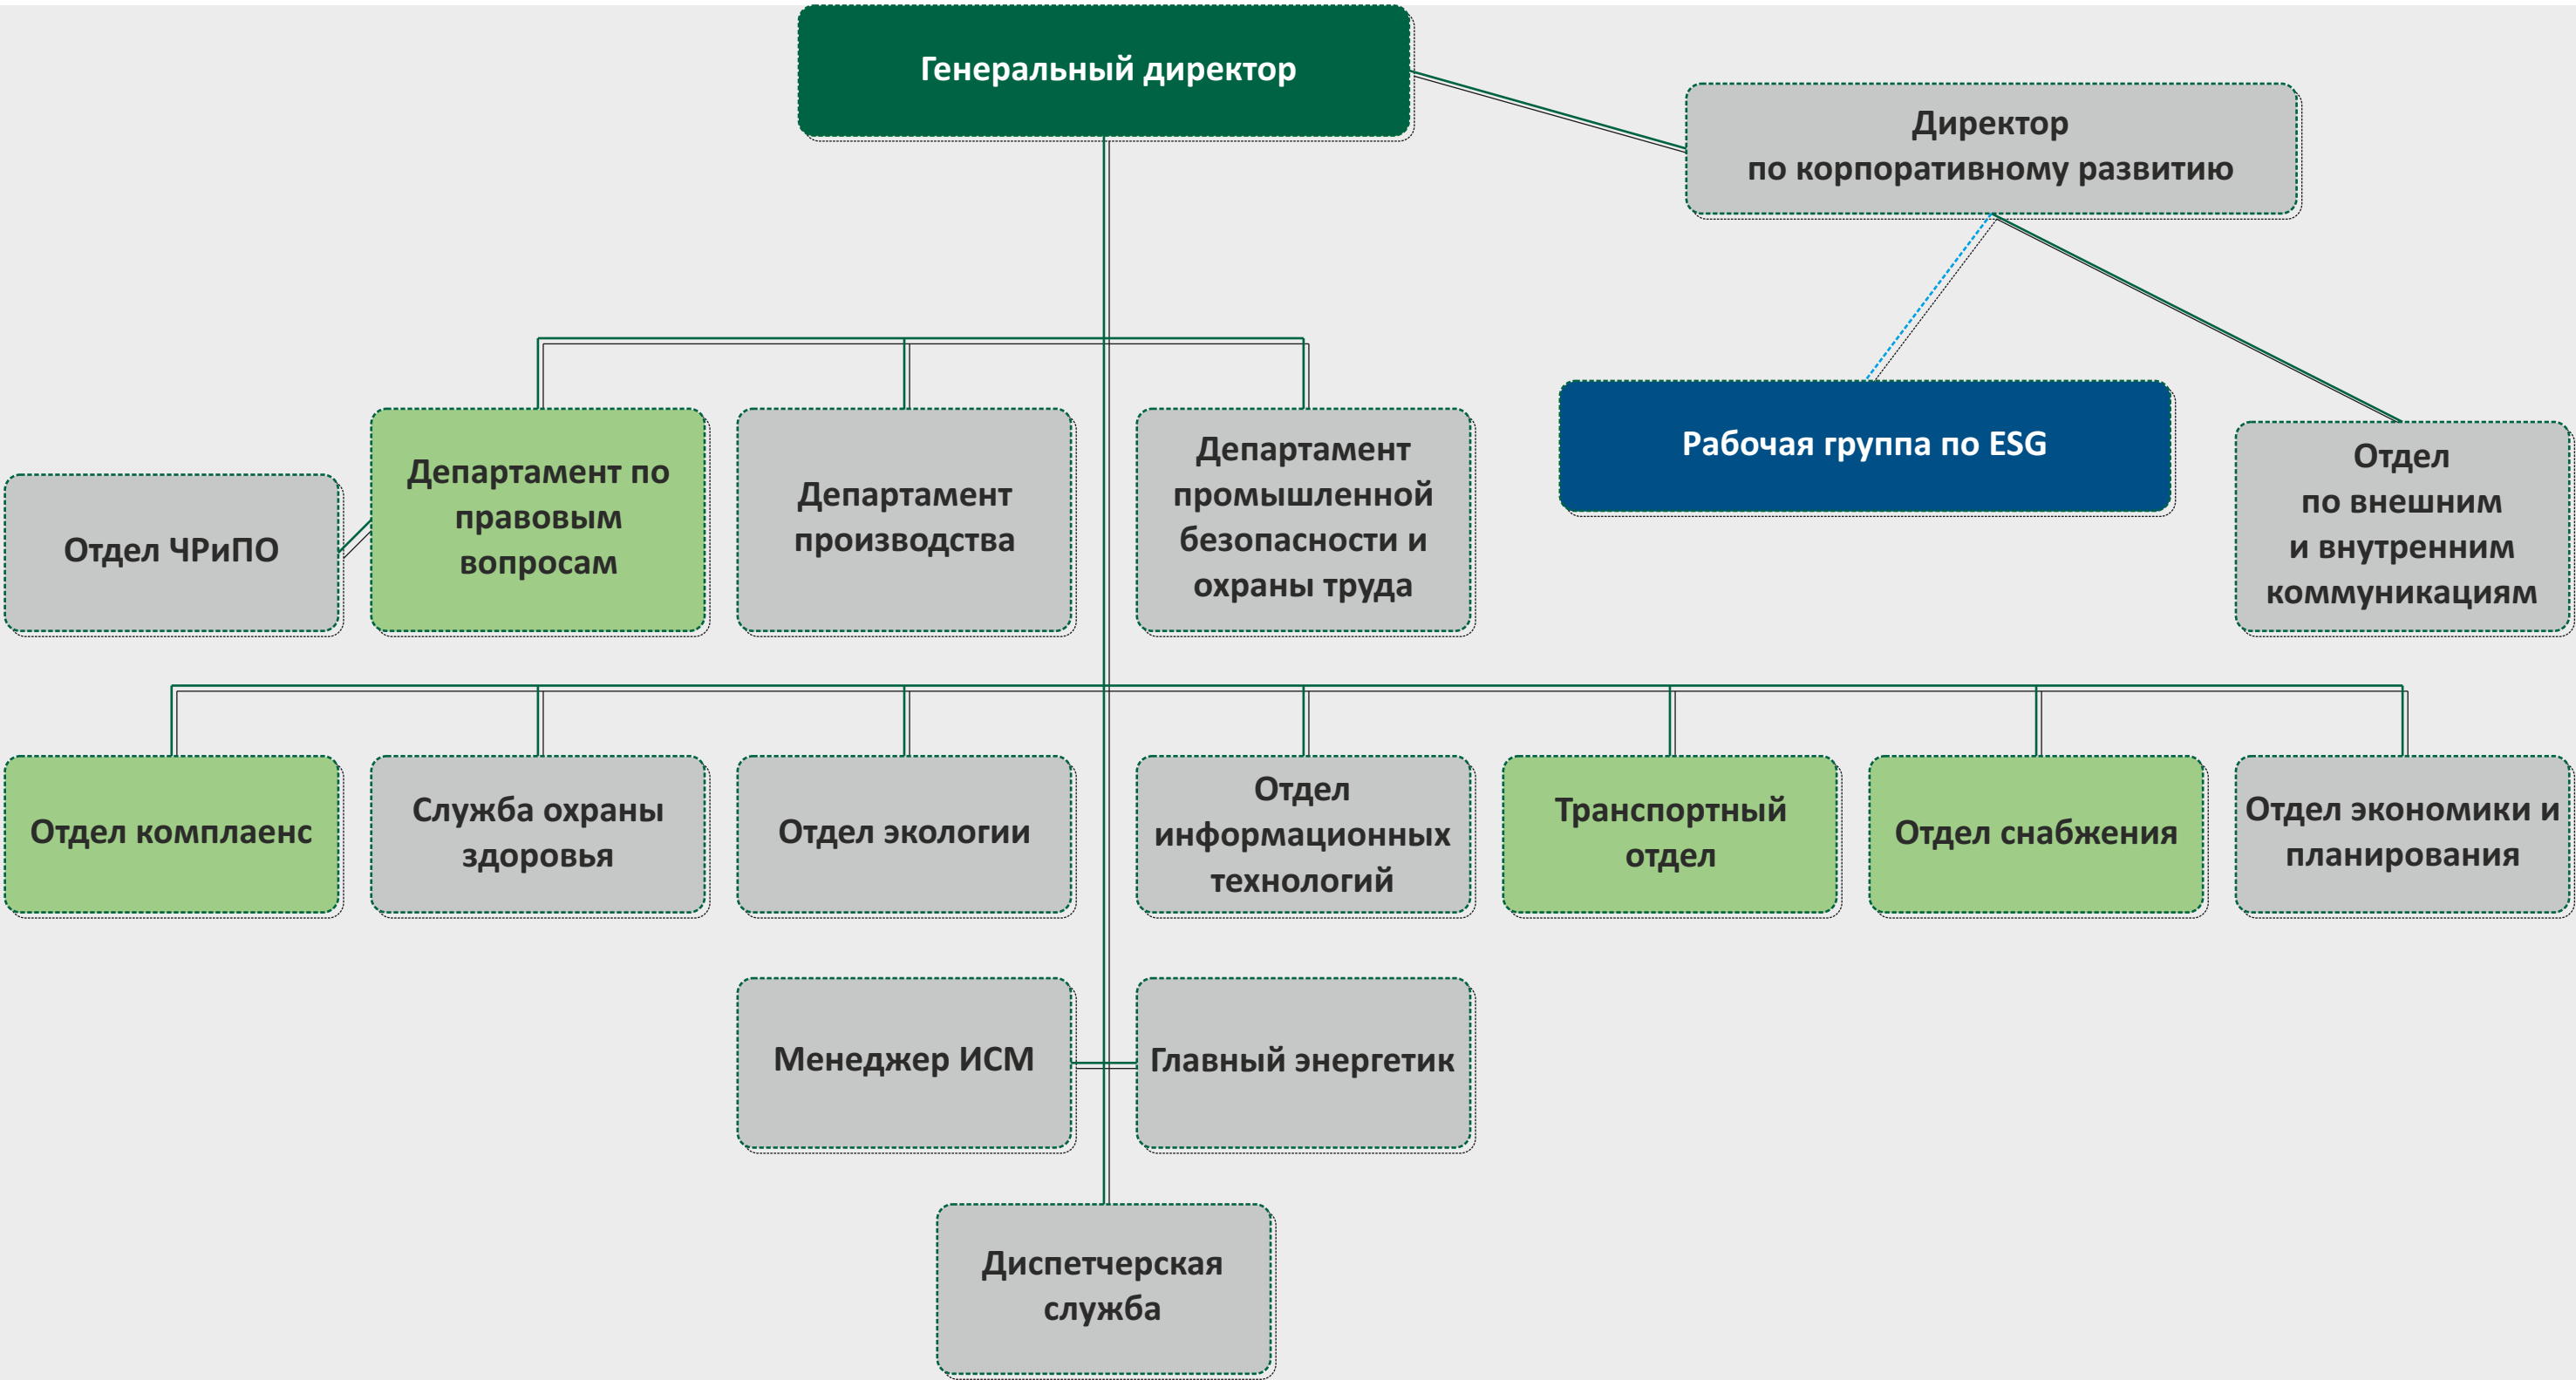 Генеральный директор
Директор
по корпоративному развитию
Рабочая группа по ESG
Отдел
по внешним
и внутренним
коммуникациям
Отдел ЧРиПО
Департамент по
правовым
вопросам
Департамент
производства
Департамент
промышленной
безопасности и
охраны труда
Отдел комплаенс
Служба охраны
здоровья
Отдел экологии
Отдел
информационных
технологий
Транспортный
отдел
Отдел снабжения
Отдел экономики и
планирования
Менеджер ИСМ
Главный энергетик
Диспетчерская
служба